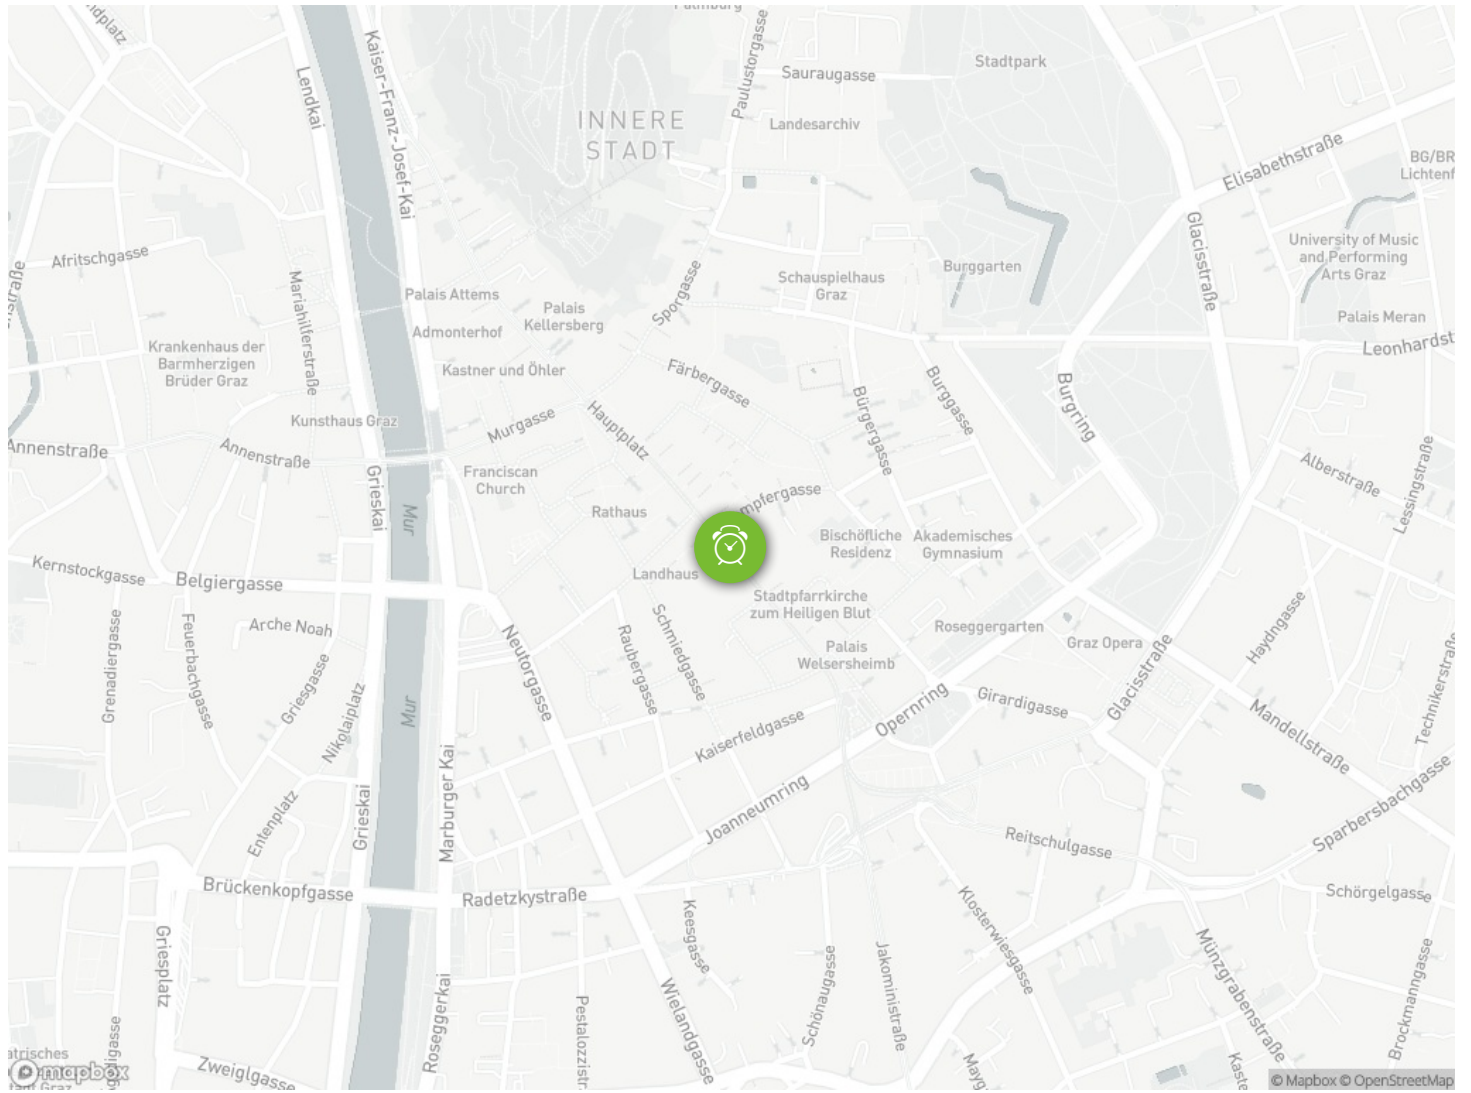 Kaiser-Franz-Josef-Kai
Lendkai
Paulustorgasse
Sauraugasse
Stadtpark
INNERE
STADT
Landesarchiv
Elisabethstraße
BG/BR
Lichtenf
Glacisstraße
University of Music
and Performing
Arts Graz
Afritschgasse
Mariahilferstraße
Palais Attems
Sporgasse
Schauspielhaus
Graz
Burggarten
Palais
Kellersberg
Admonterhof
Palais Meran
Leonhardst
Krankenhaus der
Barmherzigen
Brüder Graz
Kastner und Öhler
Färbergasse
Bürgergasse
Burggasse
Burgring
Kunsthaus Graz
Murgasse
Hauptplatz
Annenstraße
Annenstraße
Grieskai
Franciscan
Church
Alberstraße
Lessingstraße
Mur
Rathaus
mpfergasse
Bischöfliche
Residenz
Akademisches
Gymnasium
Kernstockgasse
Belgiergasse
Landhaus
Stadtpfarrkirche
zum Heiligen Blut
Grenadiergasse
Feuerbachgasse
Arche Noah
Griesgasse
Nikolaiplatz
Neutorgasse
Raubergasse
Schmiedgasse
Palais
Welsersheimb
Roseggergarten
Graz Opera
Haydngasse
Glacisstraße
Technikerstraße
Mur
Kaiserfeldgasse
Opernring
Girardigasse
Mandellstraße
Entenplatz
Grieskai
Marburger Kai
Joanneumring
Reitschulgasse
Sparbersbachgasse
Brückenkopfgasse
Radetzkystraße
Schörgelgasse
Griesplatz
Keesgasse
Klosterwiesgasse
Münzgrabenstraße
Brockmanngasse
Roseggerkai
Pestalozzistr.
Wielandgasse
Schönaugasse
Jakoministraße
Zweiglgasse
mapbox
© Mapbox © OpenStreetMap